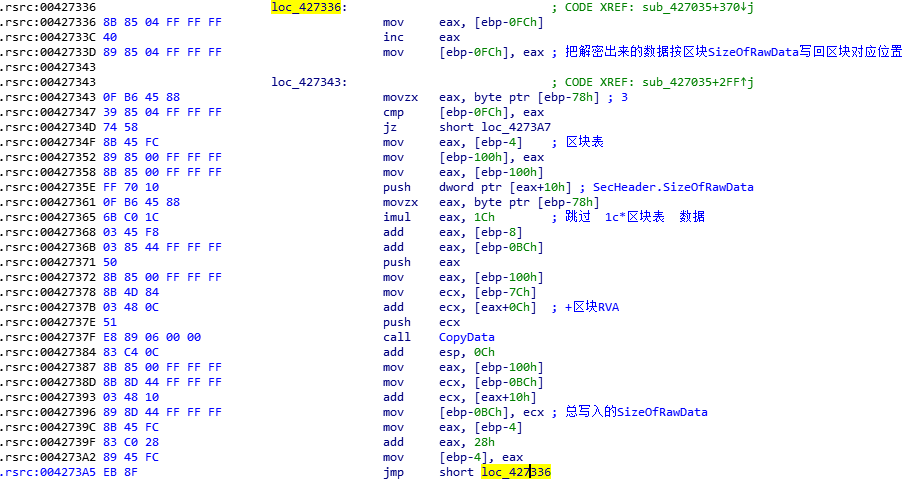 .rsrc:00427336 loc_427336: ; CODE XREF: sub_427035+370↓j
.rsrc:00427336 8B 85 04 FF FF FF mov eax, [ebp-0FCh]
.rsrc:0042733C 40 inc eax
.rsrc:0042733D 89 85 04 FF FF FF mov [ebp-0FCh], eax ; 把解密出来的数据按区块SizeOfRawData写回区块对应位置
.rsrc:00427343
.rsrc:00427343 loc_427343: ; CODE XREF: sub_427035+2FF↑j
.rsrc:00427343 0F B6 45 88 movzx eax, byte ptr [ebp-78h] ; 3
.rsrc:00427347 39 85 04 FF FF FF cmp [ebp-0FCh], eax
.rsrc:0042734D 74 58 jz short loc_4273A7
.rsrc:0042734F 8B 45 FC mov eax, [ebp-4] ; 区块表
.rsrc:00427352 89 85 00 FF FF FF mov [ebp-100h], eax
.rsrc:00427358 8B 85 00 FF FF FF mov eax, [ebp-100h]
.rsrc:0042735E FF 70 10 push dword ptr [eax+10h] ; SecHeader.SizeOfRawData
.rsrc:00427361 0F B6 45 88 movzx eax, byte ptr [ebp-78h]
.rsrc:00427365 6B C0 1C imul eax, 1Ch ; 跳过 1c*区块表 数据
.rsrc:00427368 03 45 F8 add eax, [ebp-8]
.rsrc:0042736B 03 85 44 FF FF FF add eax, [ebp-0BCh]
.rsrc:00427371 50 push eax
.rsrc:00427372 8B 85 00 FF FF FF mov eax, [ebp-100h]
.rsrc:00427378 8B 4D 84 mov ecx, [ebp-7Ch]
.rsrc:0042737B 03 48 0C add ecx, [eax+0Ch] ; +区块RVA
.rsrc:0042737E 51 push ecx
.rsrc:0042737F E8 89 06 00 00 call CopyData
.rsrc:00427384 83 C4 0C add esp, 0Ch
.rsrc:00427387 8B 85 00 FF FF FF mov eax, [ebp-100h]
.rsrc:0042738D 8B 8D 44 FF FF FF mov ecx, [ebp-0BCh]
.rsrc:00427393 03 48 10 add ecx, [eax+10h]
.rsrc:00427396 89 8D 44 FF FF FF mov [ebp-0BCh], ecx ; 总写入的SizeOfRawData
.rsrc:0042739C 8B 45 FC mov eax, [ebp-4]
.rsrc:0042739F 83 C0 28 add eax, 28h
.rsrc:004273A2 89 45 FC mov [ebp-4], eax
.rsrc:004273A5 EB 8F jmp short loc_427336